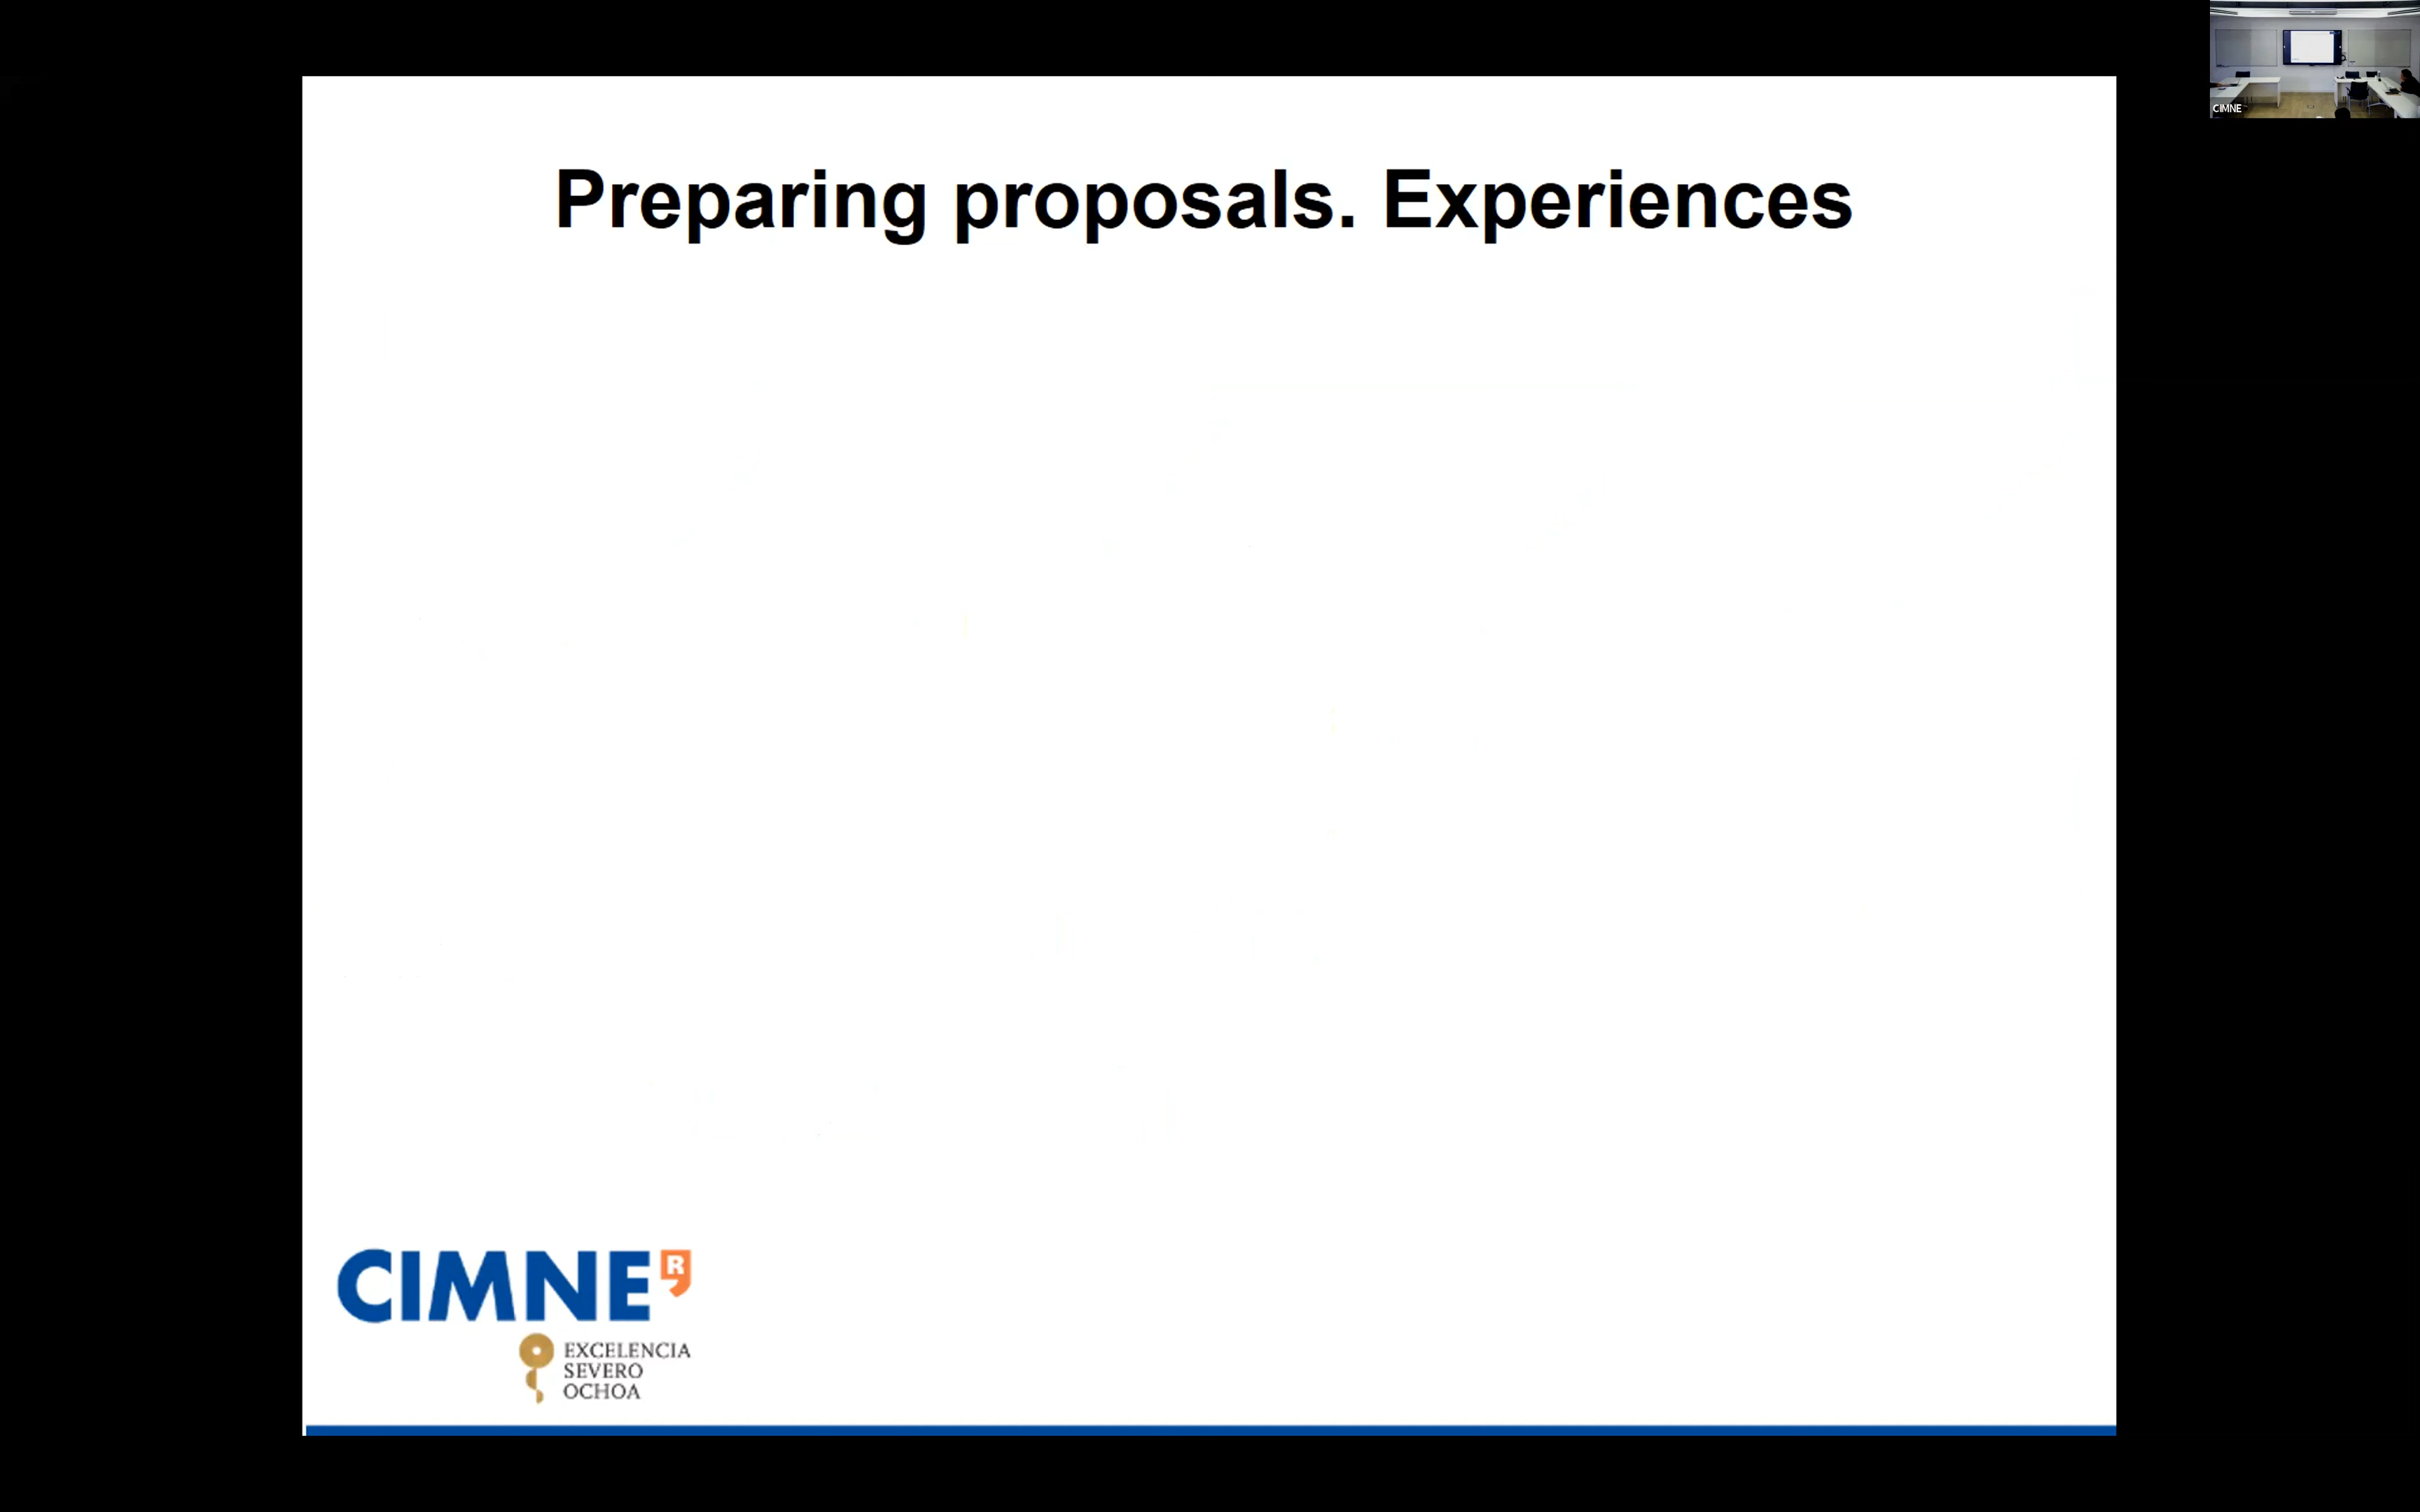 CIMNE
Preparing proposals. Experiences
CIMNE R
EXCELENCIA
SEVERO
OCHOA